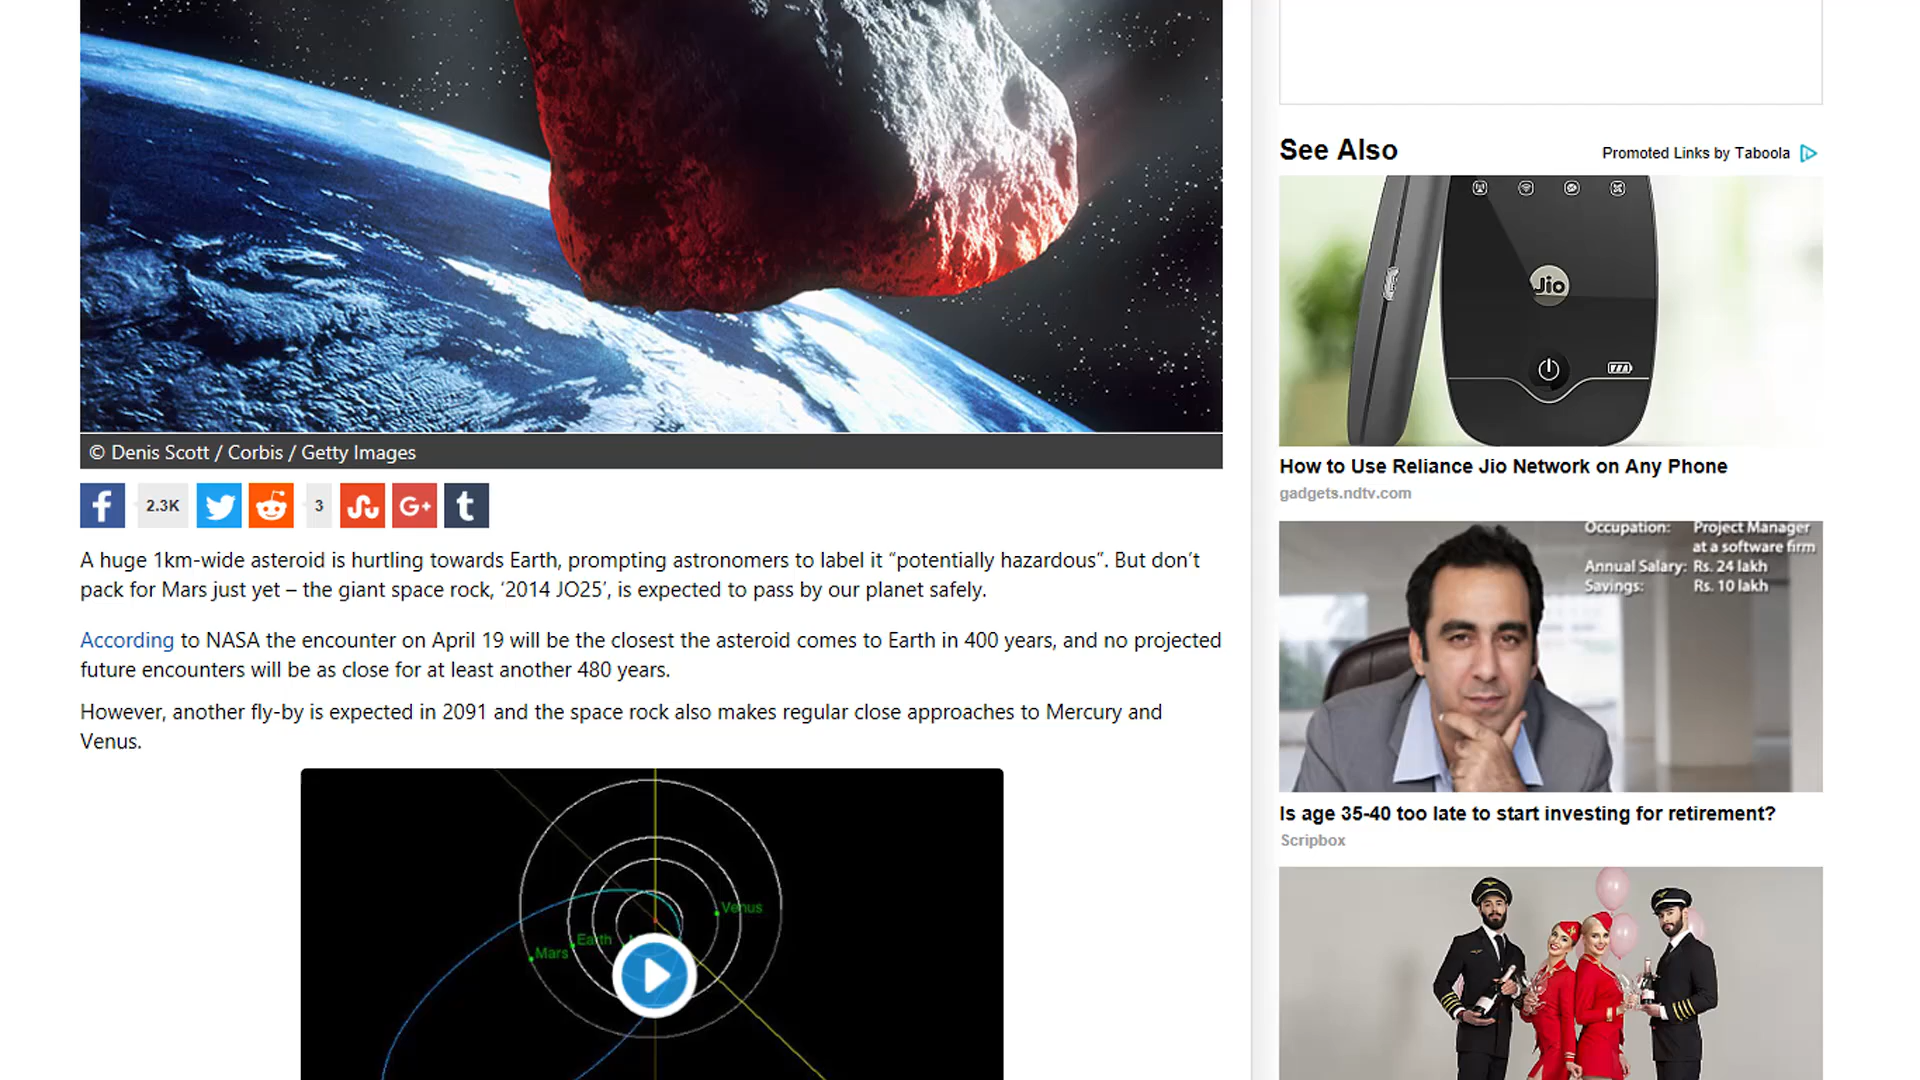 © Denis Scott / Corbis / Getty Images
2.3K
3
G+
A huge 1km-wide asteroid is hurtling towards Earth, prompting astronomers to label it “potentially hazardous”. But don’t
pack for Mars just yet – the giant space rock, ‘2014 JO25’, is expected to pass by our planet safely.
According to NASA the encounter on April 19 will be the closest the asteroid comes to Earth in 400 years, and no projected
future encounters will be as close for at least another 480 years.
However, another fly-by is expected in 2091 and the space rock also makes regular close approaches to Mercury and
Venus.
Venus
Earth
Mars
See Also
Promoted Links by Taboola
Jio
How to Use Reliance Jio Network on Any Phone
gadgets.ndtv.com
Occupation: Project Manager
at a software firm
Annual Salary: Rs. 24 lakh
Savings: Rs. 10 lakh
Is age 35-40 too late to start investing for retirement?
Scripbox